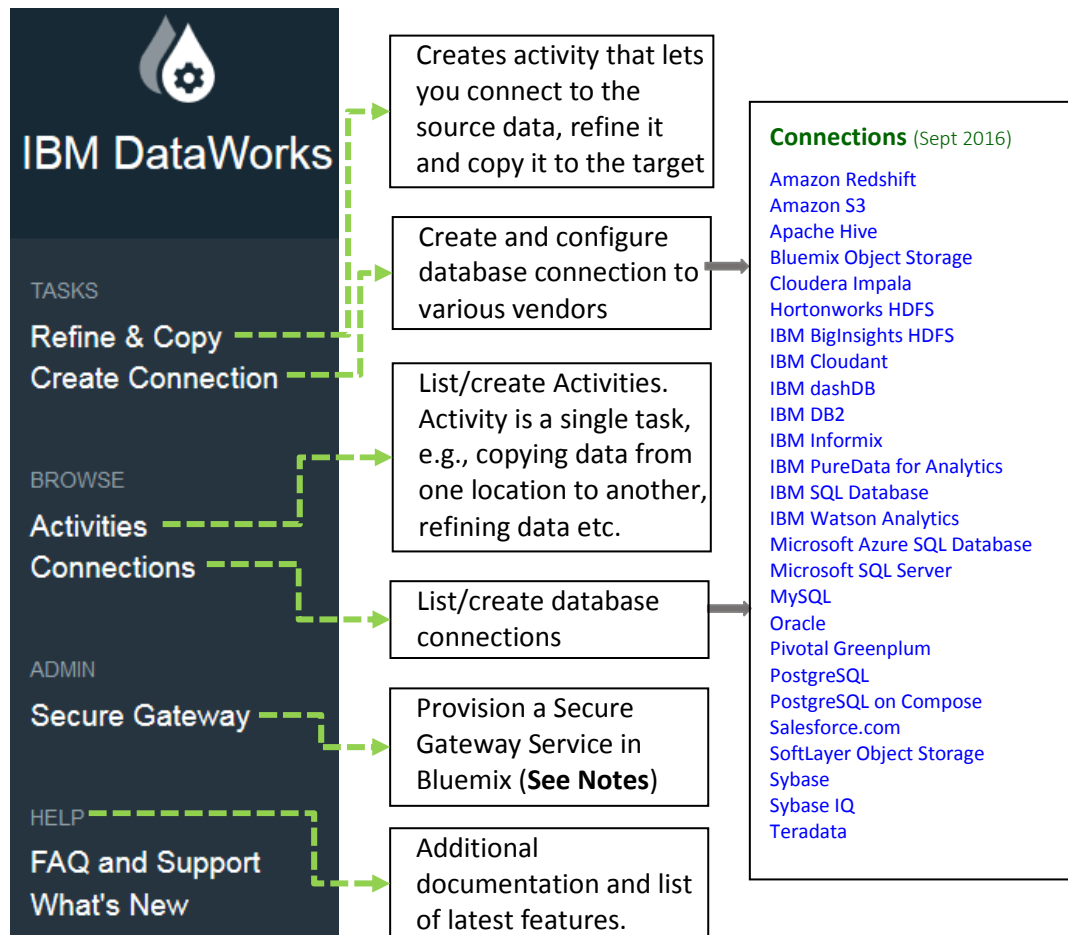 IBM DataWorks
TASKS
Refine & Copy
Create Connection
BROWSE
Activities
Connections
ADMIN
Secure Gateway
HELP
FAQ and Support
What's New
Creates activity that lets
you connect to the
source data, refine it
and copy it to the target
Create and configure
database connection to
various vendors
List/create Activities.
Activity is a single task,
e.g., copying data from
one location to another,
refining data etc.
List/create database
connections
Provision a Secure
Gateway Service in
Bluemix (See Notes)
Additional
documentation and list
of latest features.
Connections (Sept 2016)
Amazon Redshift
Amazon S3
Apache Hive
Bluemix Object Storage
Cloudera Impala
Hortonworks HDFS
IBM BigInsights HDFS
IBM Cloudant
IBM dashDB
IBM DB2
IBM Informix
IBM PureData for Analytics
IBM SQL Database
IBM Watson Analytics
Microsoft Azure SQL Database
Microsoft SQL Server
MySQL
Oracle
Pivotal Greenplum
PostgreSQL
PostgreSQL on Compose
Salesforce.com
SoftLayer Object Storage
Sybase
Sybase IQ
Teradata